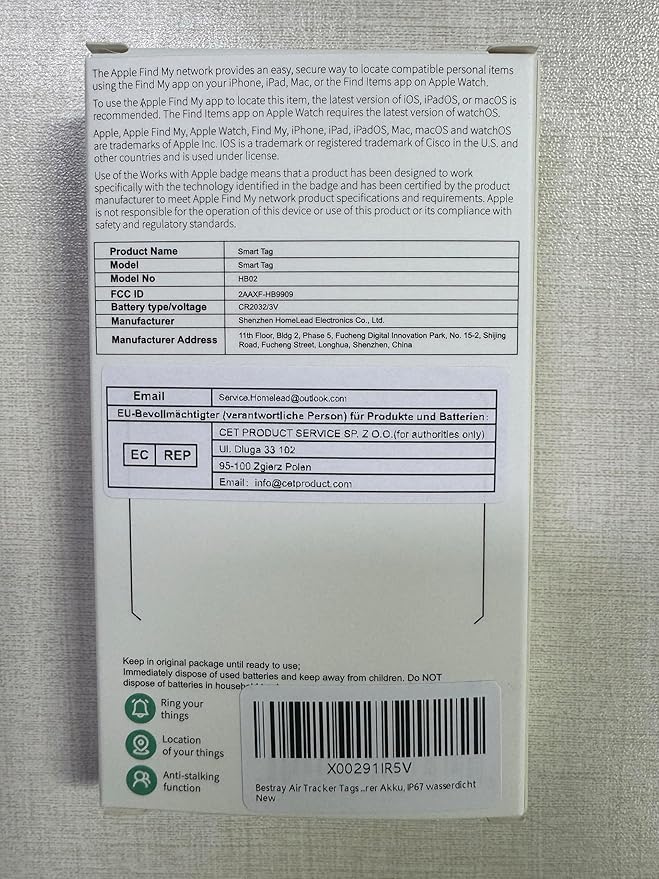 The Apple Find My network provides an easy, secure way to locate compatible personal items
using the Find My app on your iPhone, iPad, Mac, or the Find Items app on Apple Watch.
To use the Apple Find My app to locate this item, the latest version of iOS, iPadOS, or macOS is
recommended. The Find Items app on Apple Watch requires the latest version of watchOS.
Apple, Apple Find My, Apple Watch, Find My, iPhone, iPad, iPadOS, Mac, macOS and watchOS
are trademarks of Apple Inc. IOS is a trademark or registered trademark of Cisco in the U.S. and
other countries and is used under license.
Use of the Works with Apple badge means that a product has been designed to work
specifically with the technology identified in the badge and has been certified by the product
manufacturer to meet Apple Find My network product specifications and requirements. Apple
is not responsible for the operation of this device or use of this product or its compliance with
safety and regulatory standards.
Product Name Smart Tag
Model Smart Tag
Model No HB02
FCC ID 2AAXF-HB9909
Battery type/voltage CR2032/3V
Manufacturer Shenzhen HomeLead Electronics Co., Ltd.
Manufacturer Address 11th Floor, Bldg 2, Phase 5, Fucheng Digital Innovation Park, No. 15-2, Shijing
Road, Fucheng Street, Longhua, Shenzhen, China
Email Service.Homelead@outlook.com
EU-Bevollmächtigter (verantwortliche Person) für Produkte und Batterien:
EC REP
CET PRODUCT SERVICE SP. Z O.O.(for authorities only)
Ul. Dluga 33 102
95-100 Zgierz Polen
Email: info@cetproduct.com
Keep in original package until ready to use;
Immediately dispose of used batteries and keep away from children. Do NOT
dispose of batteries in
Ring your
things
Location
of your things
Anti-stalking
function
X00291IR5V
Bestray Air Tracker Tags ...rer Akku, IP67 wasserdicht
New